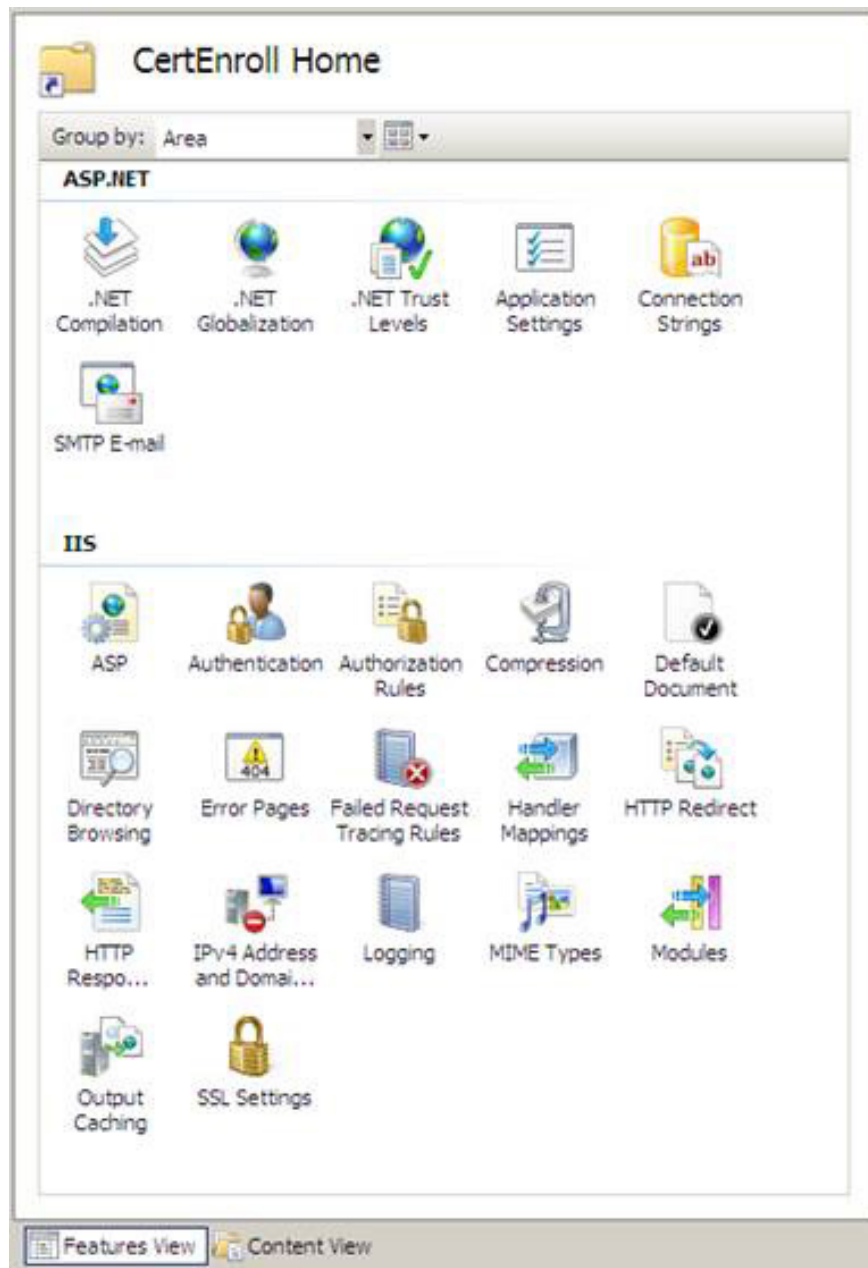 CertEnroll Home
Group by: Area
ASP.NET
.NET Compilation
.NET Globalization
.NET Trust Levels
Application Settings
Connection Strings
SMTP E-mail
IIS
ASP
Authentication
Authorization Rules
Compression
Default Document
Directory Browsing
Error Pages
404
Failed Request Tracing Rules
Handler Mappings
HTTP Redirect
HTTP Respo...
IPv4 Address and Domai...
Logging
MIME Types
Modules
Output Caching
SSL Settings
Features View
Content View
ab